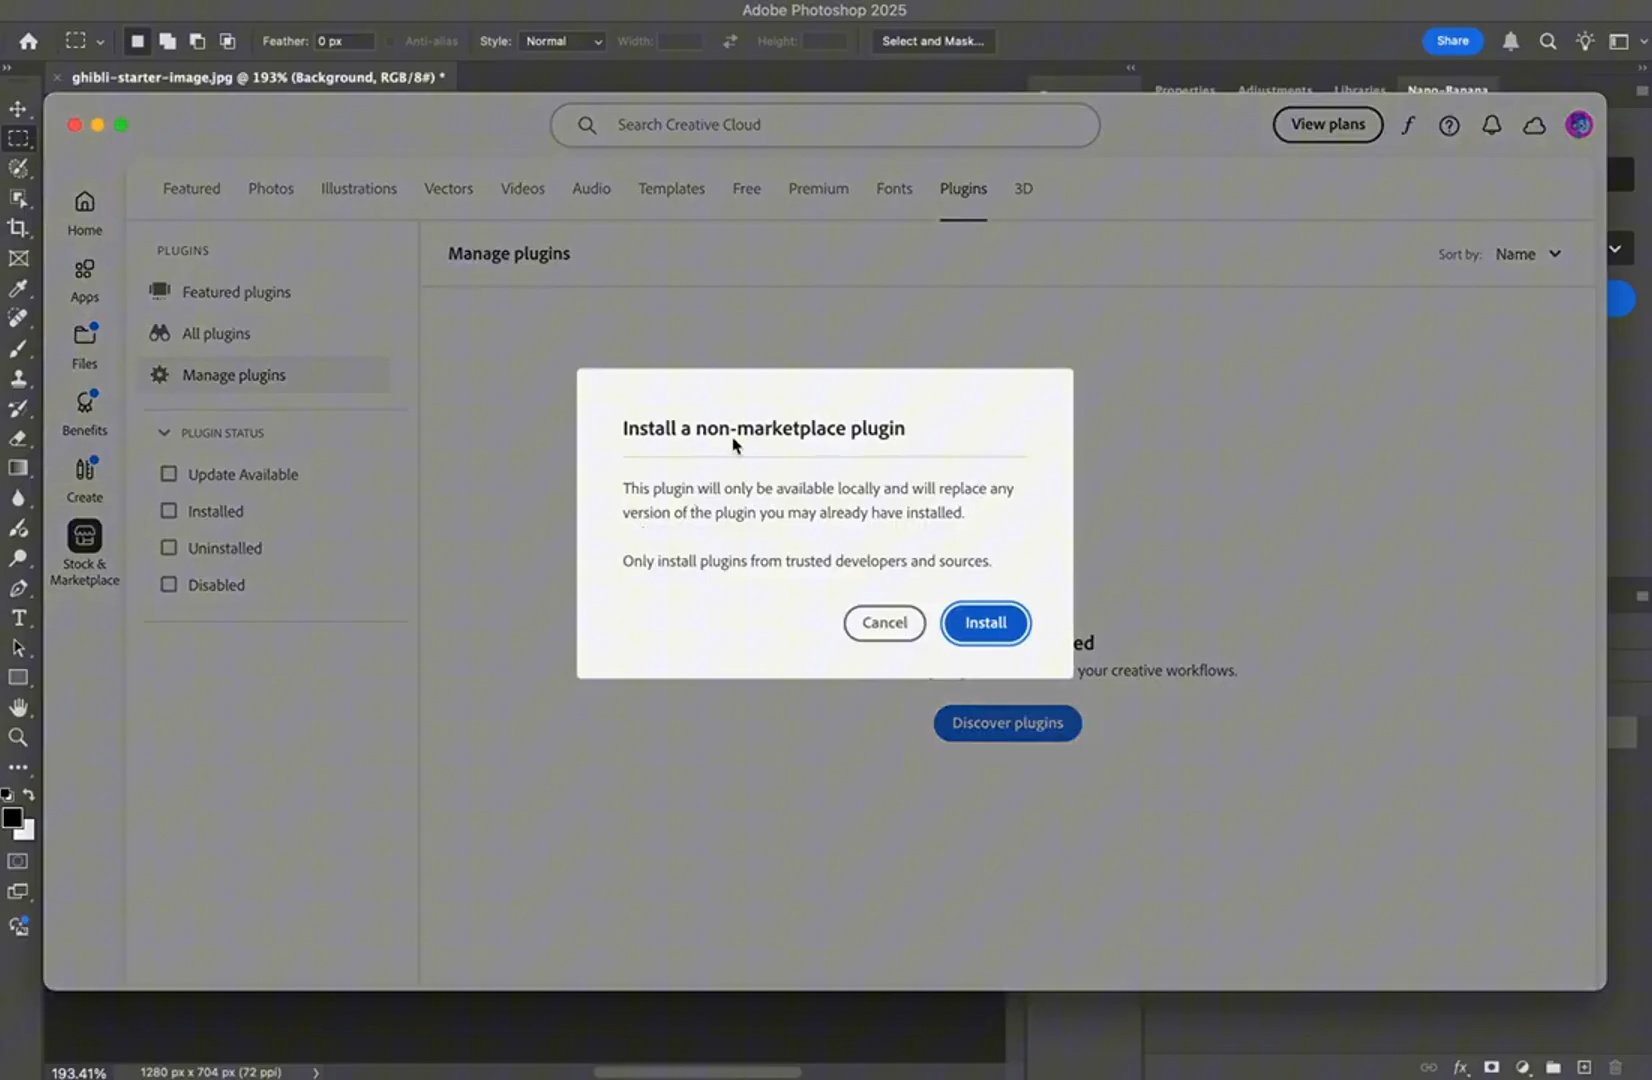 Adobe Photoshop 2025
Feather: 0 px Anti-alias Style: Normal Width: Height: Select and Mask... Share
ghibli-starter-image.jpg @ 193% (Background, RGB/8#) *
Properties Adjustments Libraries Nano-Banana
Search Creative Cloud
View plans
Featured Photos Illustrations Vectors Videos Audio Templates Free Premium Fonts Plugins 3D
Home
Apps
Files
Benefits
Create
Stock &
Marketplace
PLUGINS
Featured plugins
All plugins
Manage plugins
PLUGIN STATUS
Update Available
Installed
Uninstalled
Disabled
Manage plugins
Sort by: Name
Install a non-marketplace plugin
This plugin will only be available locally and will replace any
version of the plugin you may already have installed.
Only install plugins from trusted developers and sources.
Cancel Install
ed
your creative workflows.
Discover plugins
193.41% 1280 px x 704 px (72 ppi)